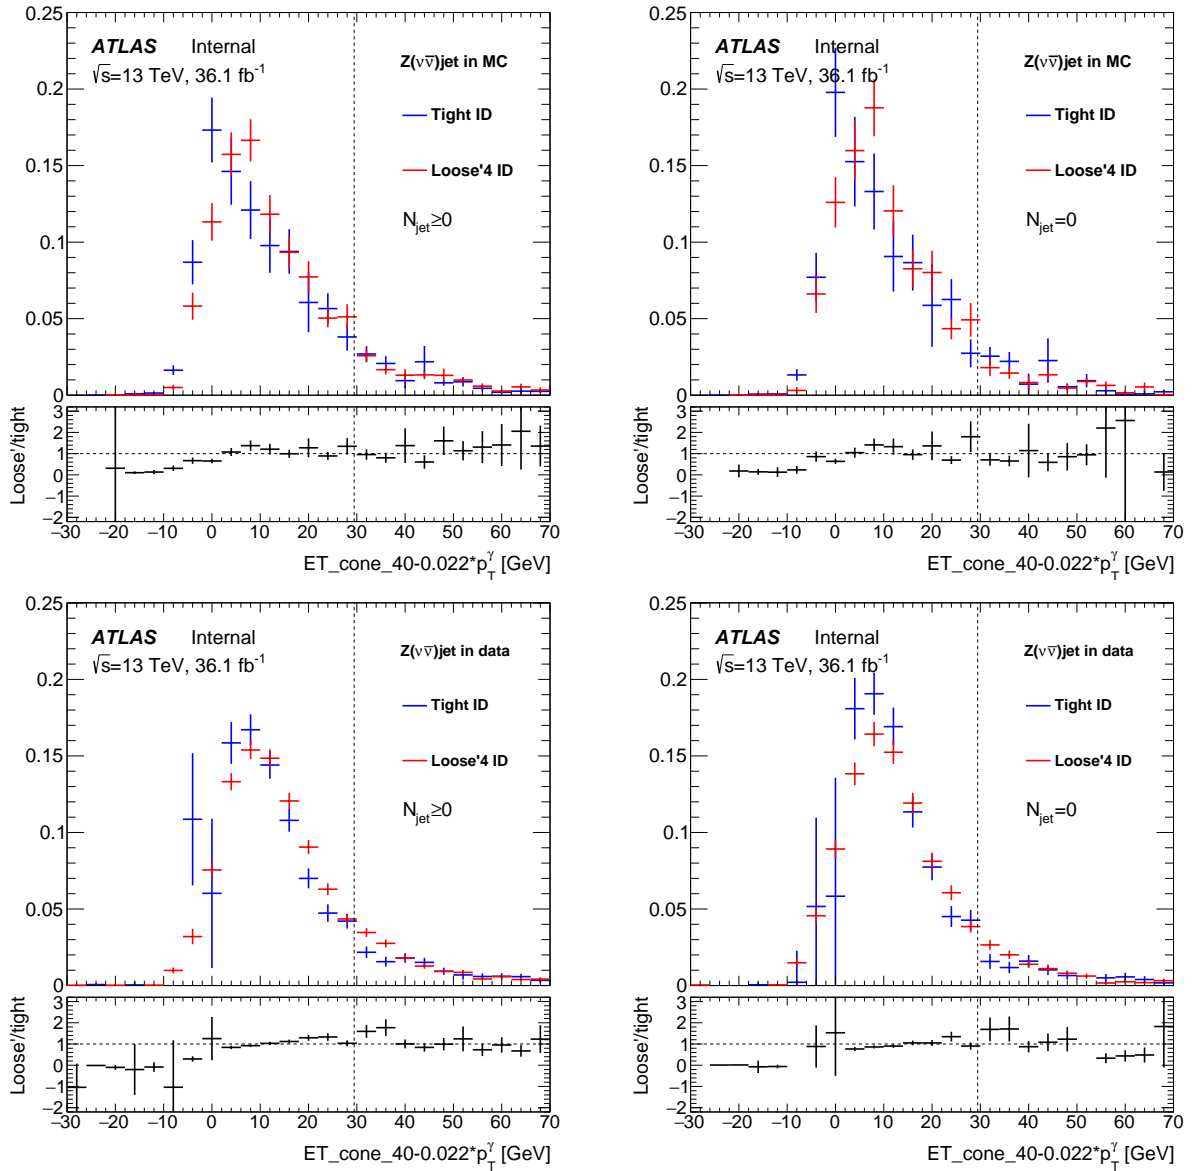 0.25
0.2
0.15
0.1
0.05
0
ATLAS Internal
√s=13 TeV, 36.1 fb⁻¹
Z(νν̅)jet in MC
Tight ID
Loose'4 ID
N_jet≥0
Loose'/tight
3
2
1
0
−1
−2
−30 −20 −10 0 10 20 30 40 50 60 70
ET_cone_40-0.022*p_T^γ [GeV]
0.25
0.2
0.15
0.1
0.05
0
ATLAS Internal
√s=13 TeV, 36.1 fb⁻¹
Z(νν̅)jet in MC
Tight ID
Loose'4 ID
N_jet=0
Loose'/tight
3
2
1
0
−1
−2
−30 −20 −10 0 10 20 30 40 50 60 70
ET_cone_40-0.022*p_T^γ [GeV]
0.25
0.2
0.15
0.1
0.05
0
ATLAS Internal
√s=13 TeV, 36.1 fb⁻¹
Z(νν̅)jet in data
Tight ID
Loose'4 ID
N_jet≥0
Loose'/tight
3
2
1
0
−1
−2
−30 −20 −10 0 10 20 30 40 50 60 70
ET_cone_40-0.022*p_T^γ [GeV]
0.25
0.2
0.15
0.1
0.05
0
ATLAS Internal
√s=13 TeV, 36.1 fb⁻¹
Z(νν̅)jet in data
Tight ID
Loose'4 ID
N_jet=0
Loose'/tight
3
2
1
0
−1
−2
−30 −20 −10 0 10 20 30 40 50 60 70
ET_cone_40-0.022*p_T^γ [GeV]